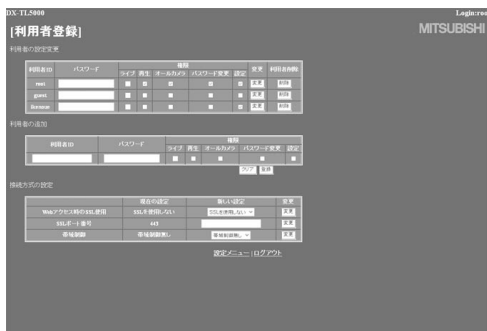 DX-TL5000 Login:roo
[利用者登録] MITSUBISHI
利用者の設定変更
利用者ID パスワード 権限 変更 利用者削除
ライブ 再生 オールカメラ パスワード変更 設定
root 変更 削除
guest 変更 削除
変更 削除
利用者の追加
利用者ID パスワード 権限
ライブ 再生 オールカメラ パスワード変更 設定
クリア 登録
接続方式の設定
現在の設定 新しい設定 変更
Webアクセス時のSSL使用 SSLを使用しない SSLを使用しない 変更
SSLポート番号 443 変更
帯域制御 帯域制御無し 帯域制御無し 変更
設定メニュー | ログアウト